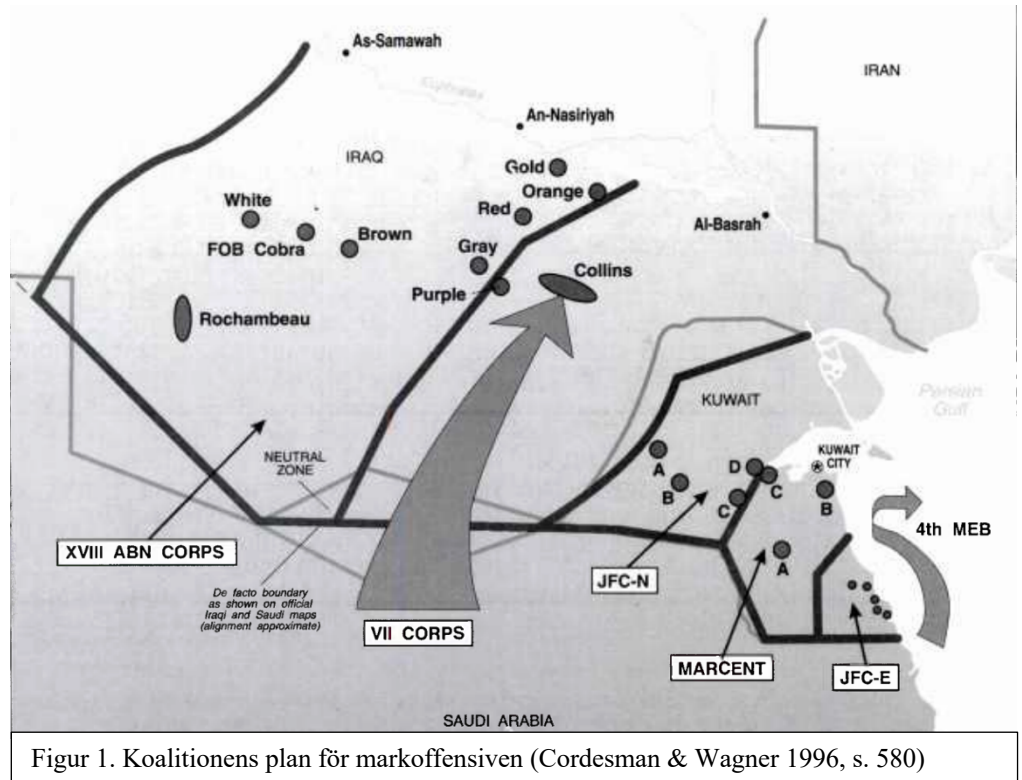 As-Samawah
IRAN
Euphrates
An-Nasiriyah
IRAQ
Gold
Orange
White
Red
Al-Basrah
FOB Cobra
Brown
Gray
Collins
Purple
Rochambeau
Persian
Gulf
KUWAIT
NEUTRAL
ZONE
A
D
KUWAIT
CITY
B
C
C
B
4th MEB
XVIII ABN CORPS
A
JFC-N
De facto boundary
as shown on official
Iraqi and Saudi maps
(alignment approximate)
VII CORPS
MARCENT
JFC-E
SAUDI ARABIA
Figur 1. Koalitionens plan för markoffensiven (Cordesman & Wagner 1996, s. 580)